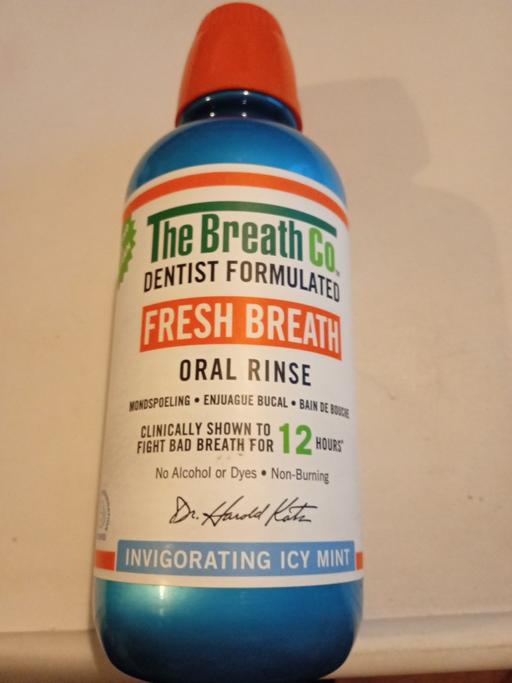 The Breath Co.™
DENTIST FORMULATED
FRESH BREATH
ORAL RINSE
MONDSPOELING • ENJUAGUE BUCAL • BAIN DE BOUCHE
CLINICALLY SHOWN TO
FIGHT BAD BREATH FOR 12 HOURS*
No Alcohol or Dyes • Non-Burning
Dr. Harold Katz
INVIGORATING ICY MINT